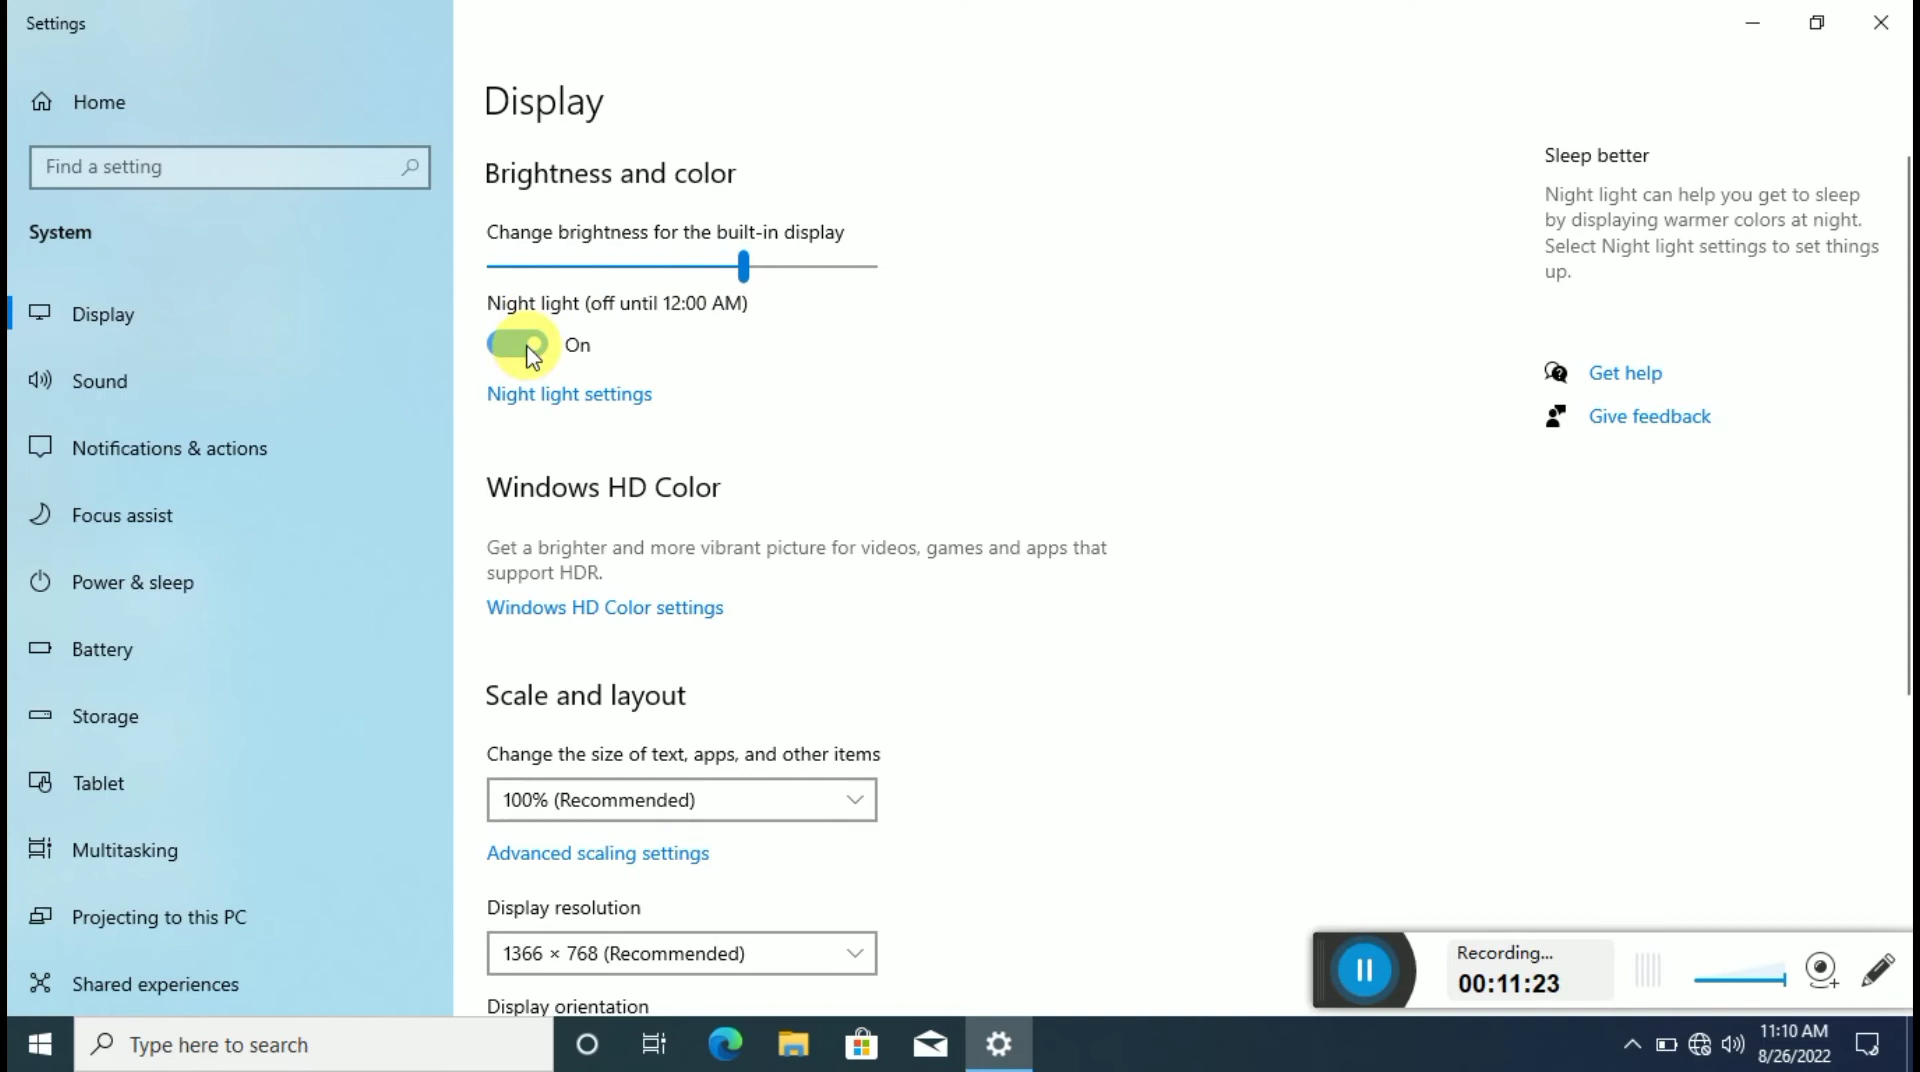 Settings
Home
Find a setting
System
Display
Sound
Notifications & actions
Focus assist
Power & sleep
Battery
Storage
Tablet
Multitasking
Projecting to this PC
Shared experiences
Display
Brightness and color
Change brightness for the built-in display
Night light (off until 12:00 AM)
On
Night light settings
Windows HD Color
Get a brighter and more vibrant picture for videos, games and apps that
support HDR.
Windows HD Color settings
Scale and layout
Change the size of text, apps, and other items
100% (Recommended)
Advanced scaling settings
Display resolution
1366 × 768 (Recommended)
Display orientation
Sleep better
Night light can help you get to sleep
by displaying warmer colors at night.
Select Night light settings to set things
up.
Get help
Give feedback
Recording...
00:11:23
Type here to search
11:10 AM
8/26/2022